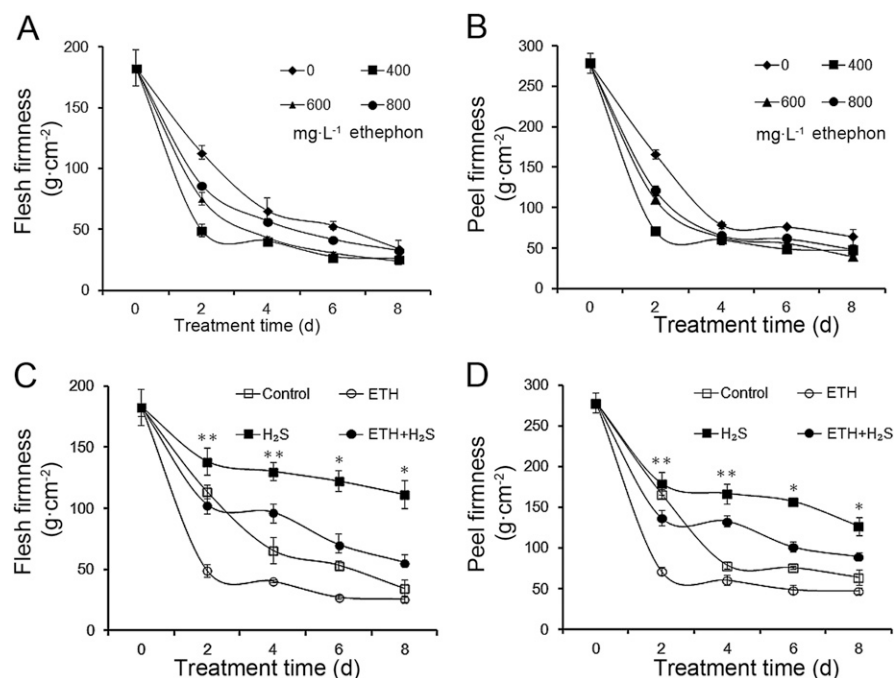 A
Flesh firmness
(g·cm-2)
200
150
100
50
0
0 2 4 6 8
Treatment time (d)
0 400
600 800
mg·L-1 ethephon
B
Peel firmness
(g·cm-2)
300
250
200
150
100
50
0
0 2 4 6 8
Treatment time (d)
0 400
600 800
mg·L-1 ethephon
C
Flesh firmness
(g·cm-2)
200
150
100
50
0
0 2 4 6 8
Treatment time (d)
Control ETH
H₂S ETH+H₂S
** ** * *
D
Peel firmness
(g·cm-2)
300
250
200
150
100
50
0
0 2 4 6 8
Treatment time (d)
Control ETH
H₂S ETH+H₂S
** ** * *